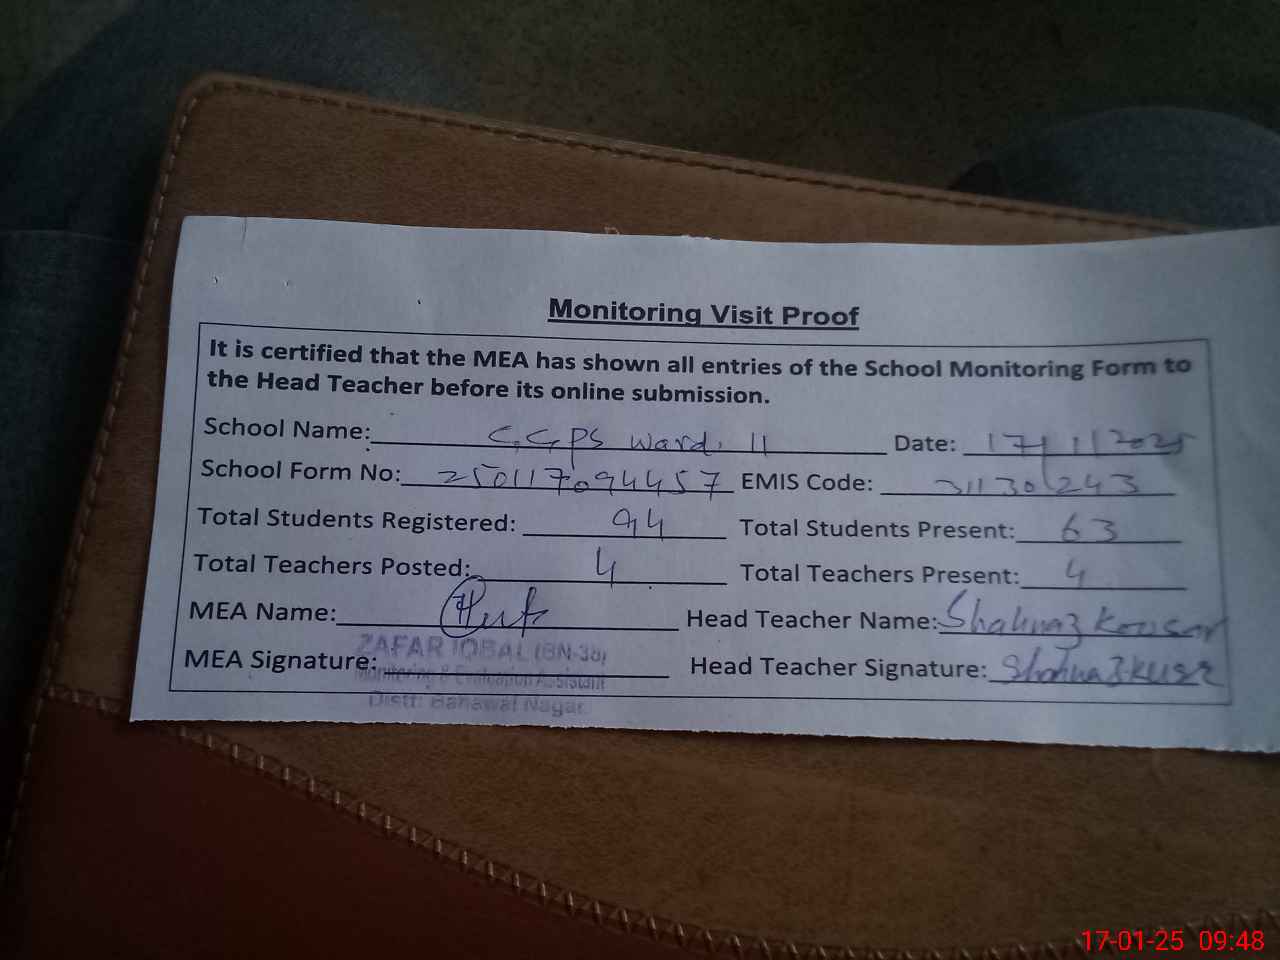 Monitoring Visit Proof
It is certified that the MEA has shown all entries of the School Monitoring Form to
the Head Teacher before its online submission.
School Name: G.G.PS ward. 11 Date: 17/1/2025
School Form No: 250117094457 EMIS Code: 31130243
Total Students Registered: 94 Total Students Present: 63
Total Teachers Posted: 4 Total Teachers Present: 4
MEA Name: Head Teacher Name: Shahnaz Kousar
ZAFAR IQBAL (BN-38)
MEA Signature: Head Teacher Signature: Shahnaz kusr
Monitoring & Evaluation Assistant
Distt: Bahawal Nagar
17-01-25 09:48